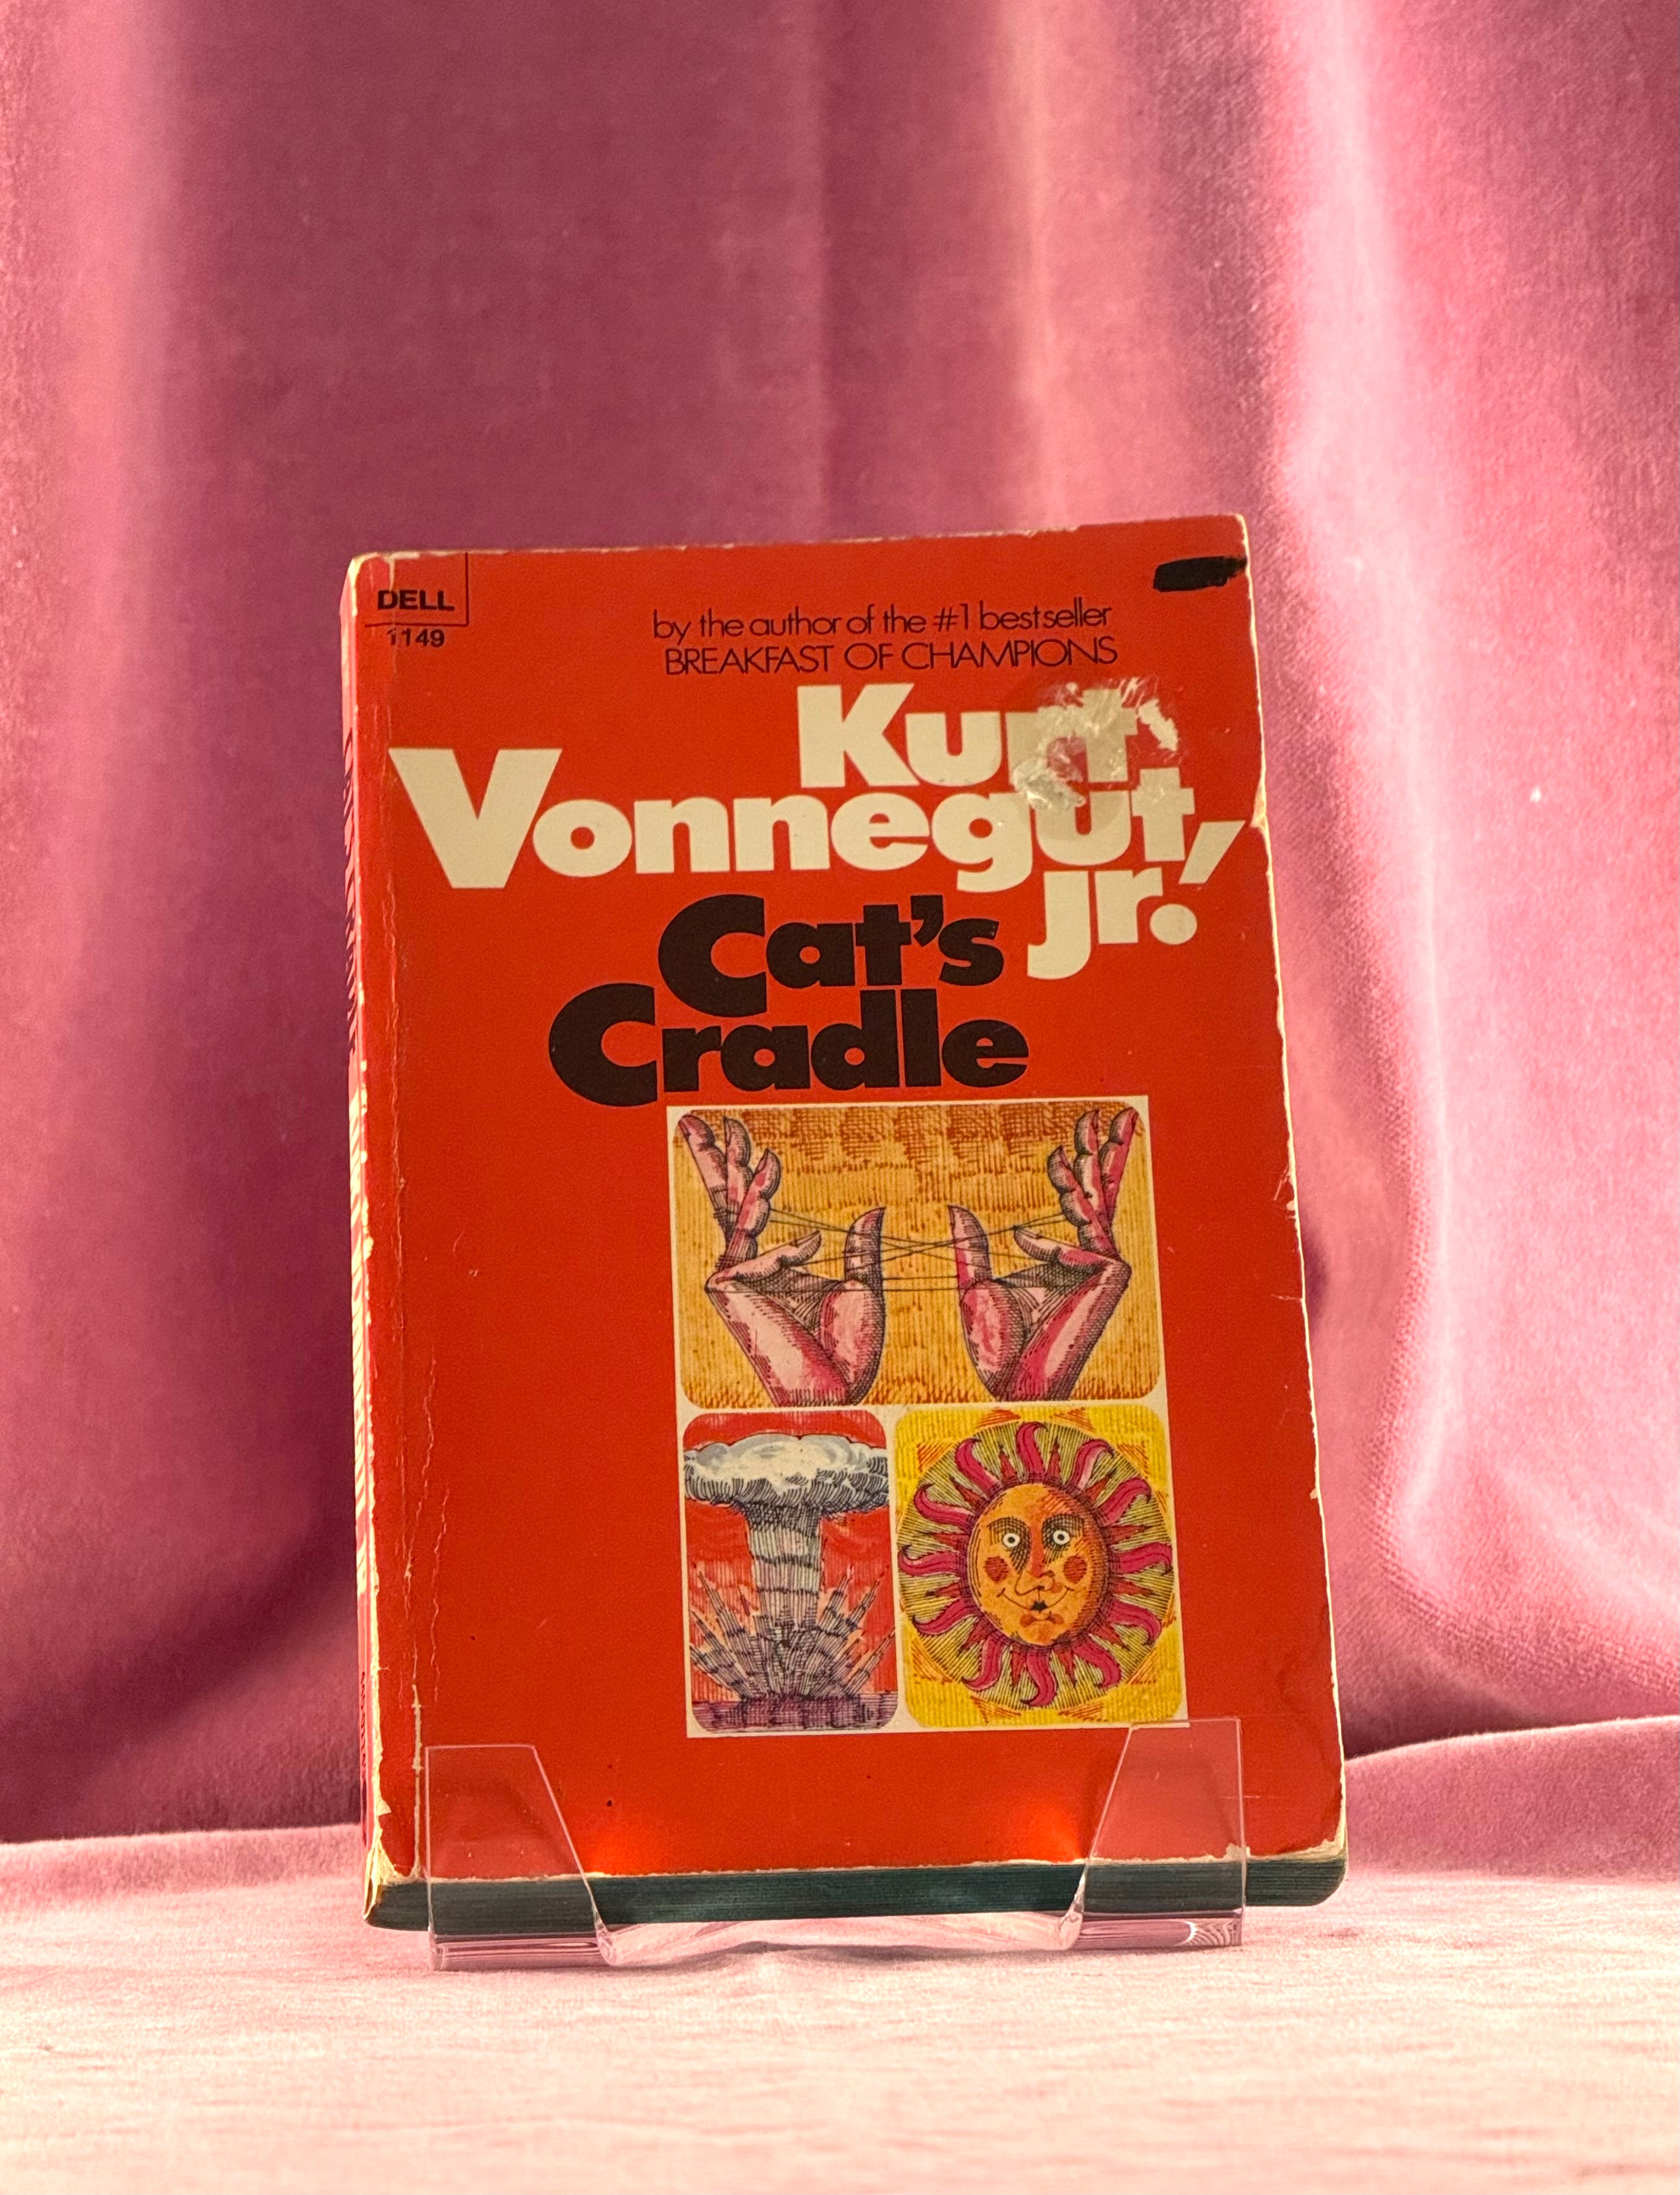 DELL
1149
by the author of the #1 bestseller
BREAKFAST OF CHAMPIONS
Kurt
Vonnegut,
jr.!
Cat's
Cradle